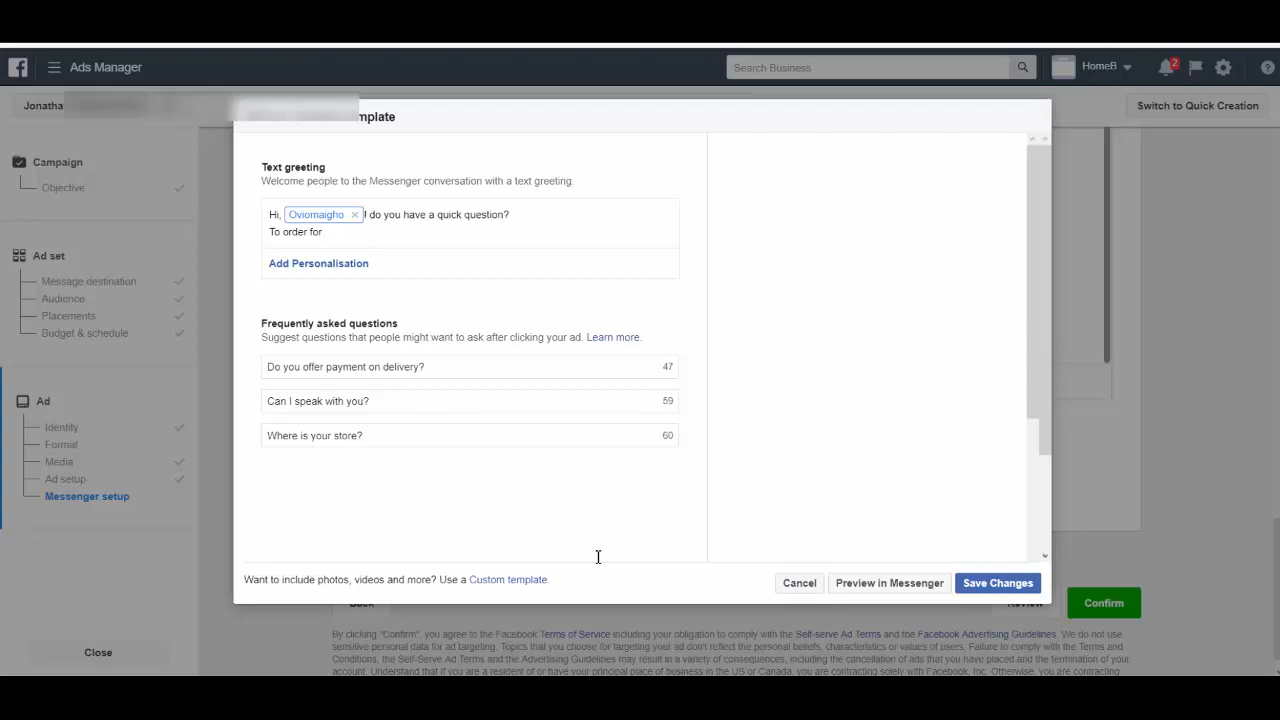 Ads Manager
Search Business
HomeB
2
Jonatha
Switch to Quick Creation
mplate
Campaign
Objective
Ad set
Message destination
Audience
Placements
Budget & schedule
Ad
Identity
Format
Media
Ad setup
Messenger setup
Close
Text greeting
Welcome people to the Messenger conversation with a text greeting.
Hi, Oviomaigho × ! do you have a quick question?
To order for
Add Personalisation
Frequently asked questions
Suggest questions that people might want to ask after clicking your ad. Learn more.
Do you offer payment on delivery? 47
Can I speak with you? 59
Where is your store? 60
Want to include photos, videos and more? Use a Custom template.
Cancel
Preview in Messenger
Save Changes
Back
Review
Confirm
By clicking "Confirm", you agree to the Facebook Terms of Service including your obligation to comply with the Self-serve Ad Terms and the Facebook Advertising Guidelines. We do not
use sensitive personal data for ad targeting. Topics that you choose for targeting your ad don't reflect the personal beliefs, characteristics or values of users. Failure to comply with the Terms and
Conditions, the Self-Serve Ad Terms and the Advertising Guidelines may result in a variety of consequences, including the cancellation of ads that you have placed and the termination of your
account. Understand that if you are a resident of or have your principal place of business in the US or Canada, you are contracting solely with Facebook, Inc. Otherwise, you are contracting